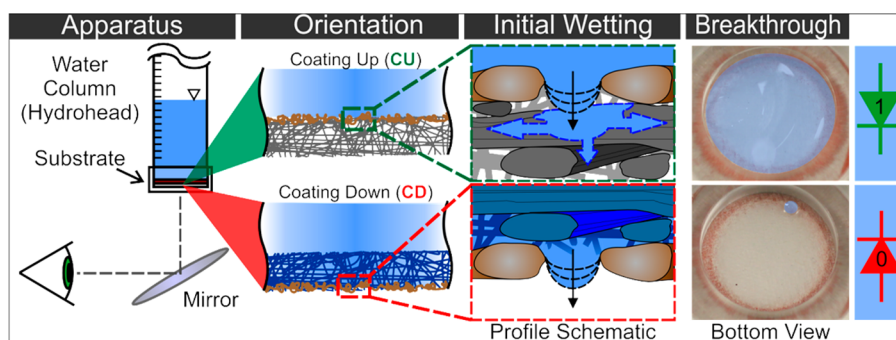 Apparatus
Orientation
Initial Wetting
Breakthrough
Water
Column
(Hydrohead)
Substrate
Mirror
Coating Up (CU)
Coating Down (CD)
Profile Schematic
Bottom View
1
0